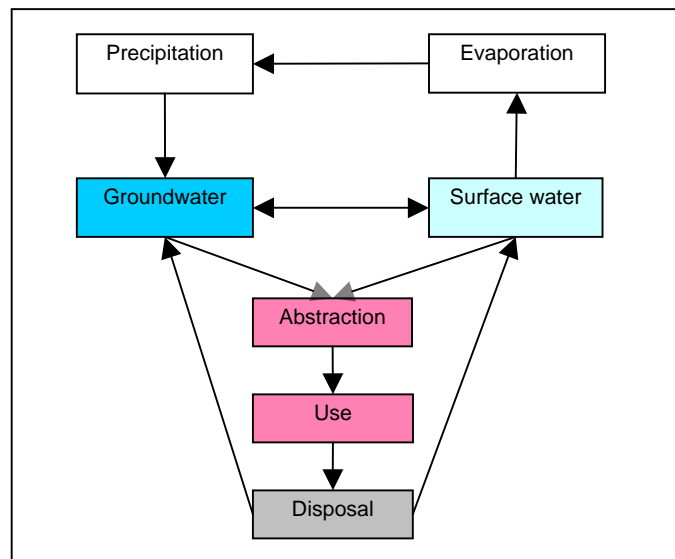 Precipitation
Evaporation
Groundwater
Surface water
Abstraction
Use
Disposal